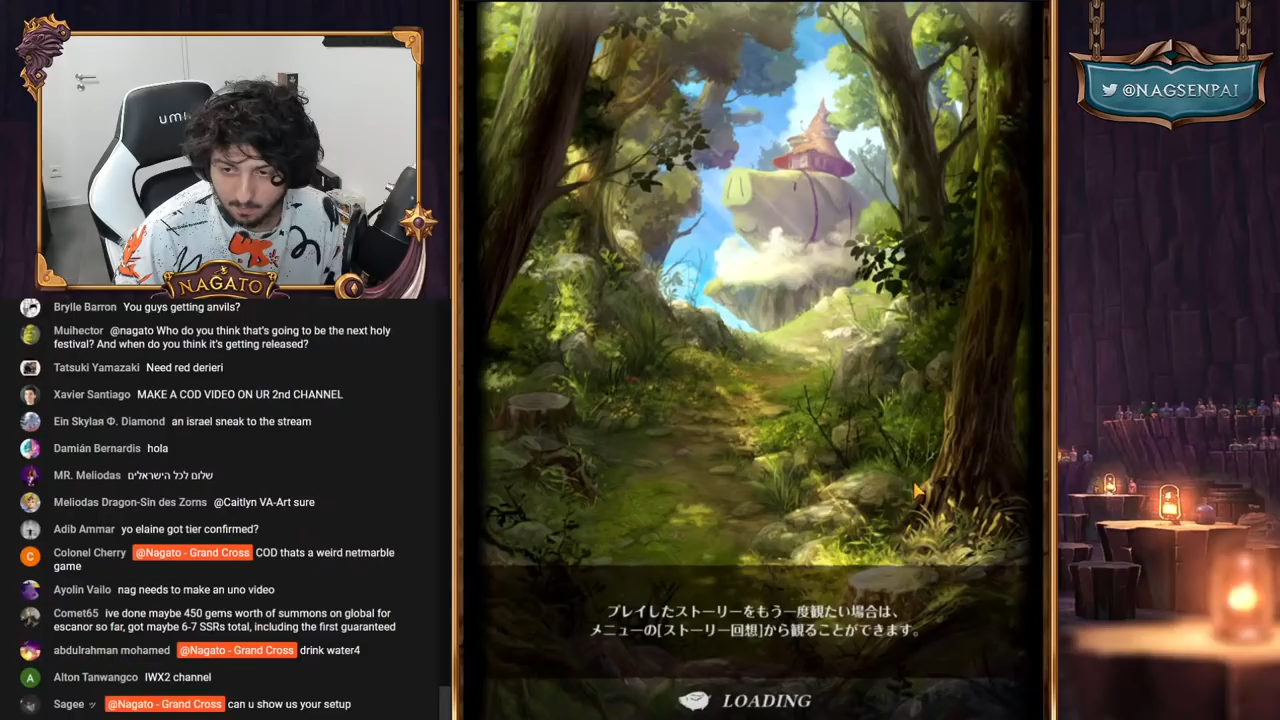 umi
NAGATO
Brylle Barron You guys getting anvils?
Muihector @nagato Who do you think that's going to be the next holy
festival? And when do you think it's getting released?
Tatsuki Yamazaki Need red derieri
Xavier Santiago MAKE A COD VIDEO ON UR 2nd CHANNEL
Ein Skylaя Ф. Diamond an israel sneak to the stream
Damián Bernardis hola
MR. Meliodas שלום לכל הישראלים
Meliodas Dragon-Sin des Zorns @Caitlyn VA-Art sure
Adib Ammar yo elaine got tier confirmed?
C
Colonel Cherry @Nagato - Grand Cross COD thats a weird netmarble
game
Ayolin Vailo nag needs to make an uno video
Comet65 ive done maybe 450 gems worth of summons on global for
escanor so far, got maybe 6-7 SSRs total, including the first guaranteed
abdulrahman mohamed @Nagato - Grand Cross drink water4
A
Alton Tanwangco IWX2 channel
Sagee ッ @Nagato - Grand Cross can u show us your setup
プレイしたストーリーをもう一度観たい場合は、
メニューの[ストーリー回想]から観ることができます。
LOADING
@NAGSENPAI